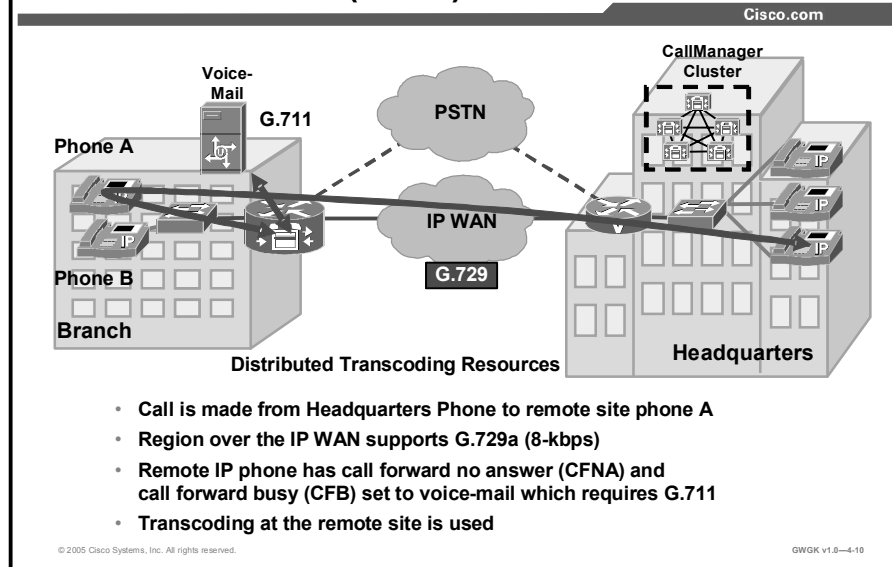 Cisco.com
CallManager
Cluster
Voice-
Mail
G.711
PSTN
Phone A
IP
IP
IP
IP WAN
IP
IP
V
Phone B
G.729
Branch
Headquarters
Distributed Transcoding Resources
• Call is made from Headquarters Phone to remote site phone A
• Region over the IP WAN supports G.729a (8-kbps)
• Remote IP phone has call forward no answer (CFNA) and
call forward busy (CFB) set to voice-mail which requires G.711
• Transcoding at the remote site is used
© 2005 Cisco Systems, Inc. All rights reserved.
GWGK v1.0—4-10